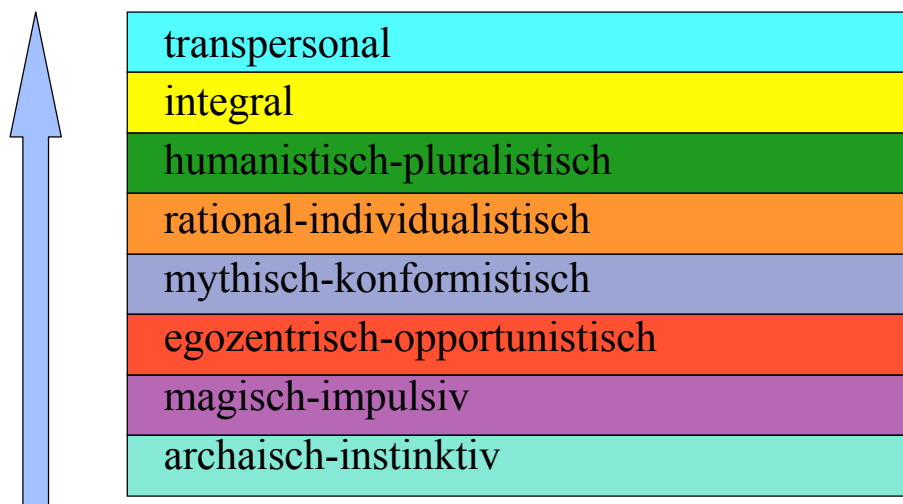 transpersonal
integral
humanistisch-pluralistisch
rational-individualistisch
mythisch-konformistisch
egozentrisch-opportunistisch
magisch-impulsiv
archaisch-instinktiv